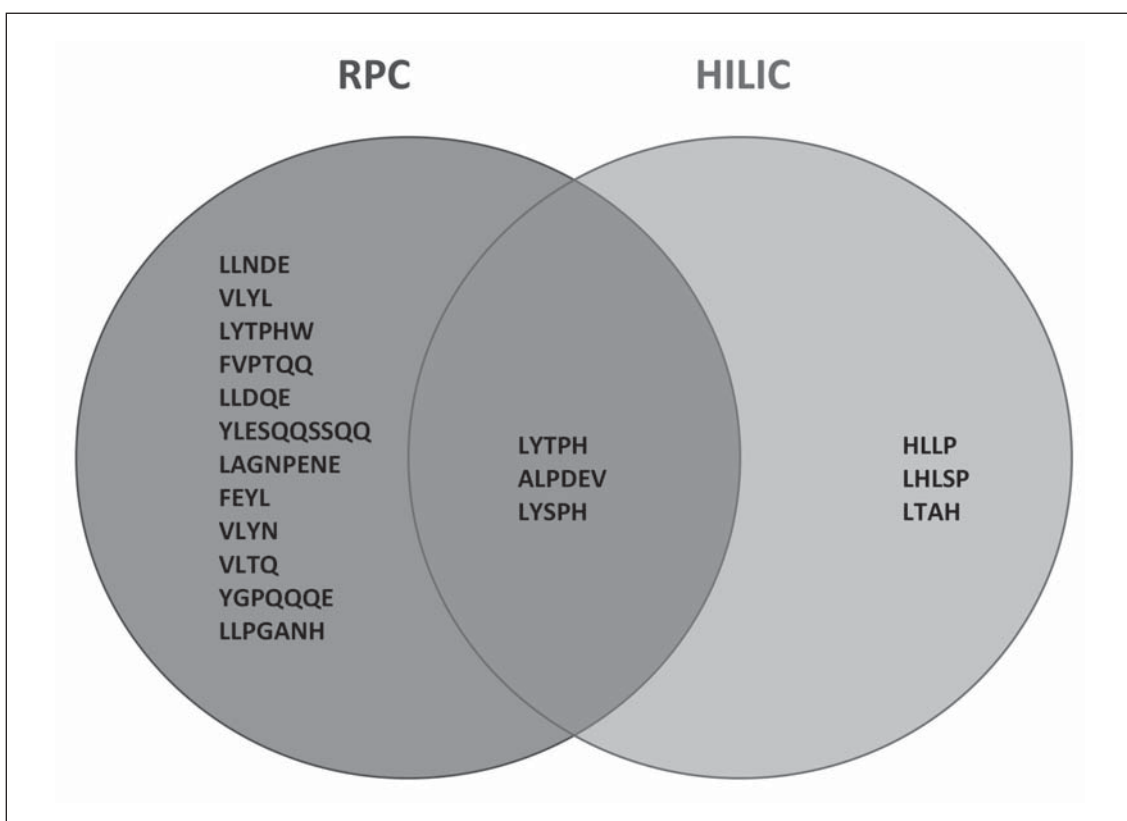 RPC
HILIC
LLNDE
VLYL
LYTPHW
FVPTQQ
LLDQE
YLESQQSSQQ
LAGNPENE
FEYL
VLYN
VLTQ
YGPQQQE
LLPGANH
LYTPH
ALPDEV
LYSPH
HLLP
LHLSP
LTAH